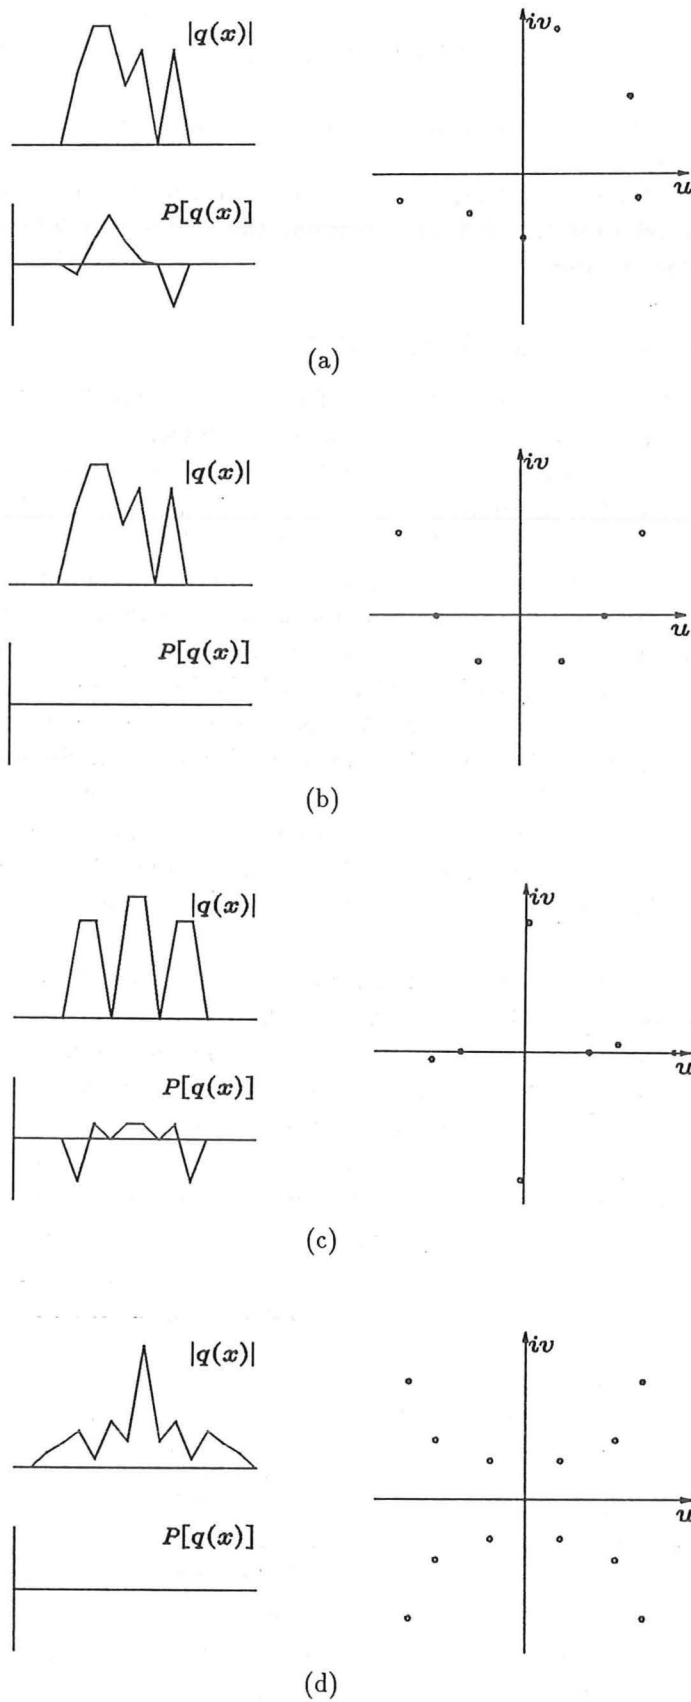 |q(x)|
iv
u
P[q(x)]
(a)
|q(x)|
iv
u
P[q(x)]
(b)
|q(x)|
iv
u
P[q(x)]
(c)
|q(x)|
iv
u
P[q(x)]
(d)